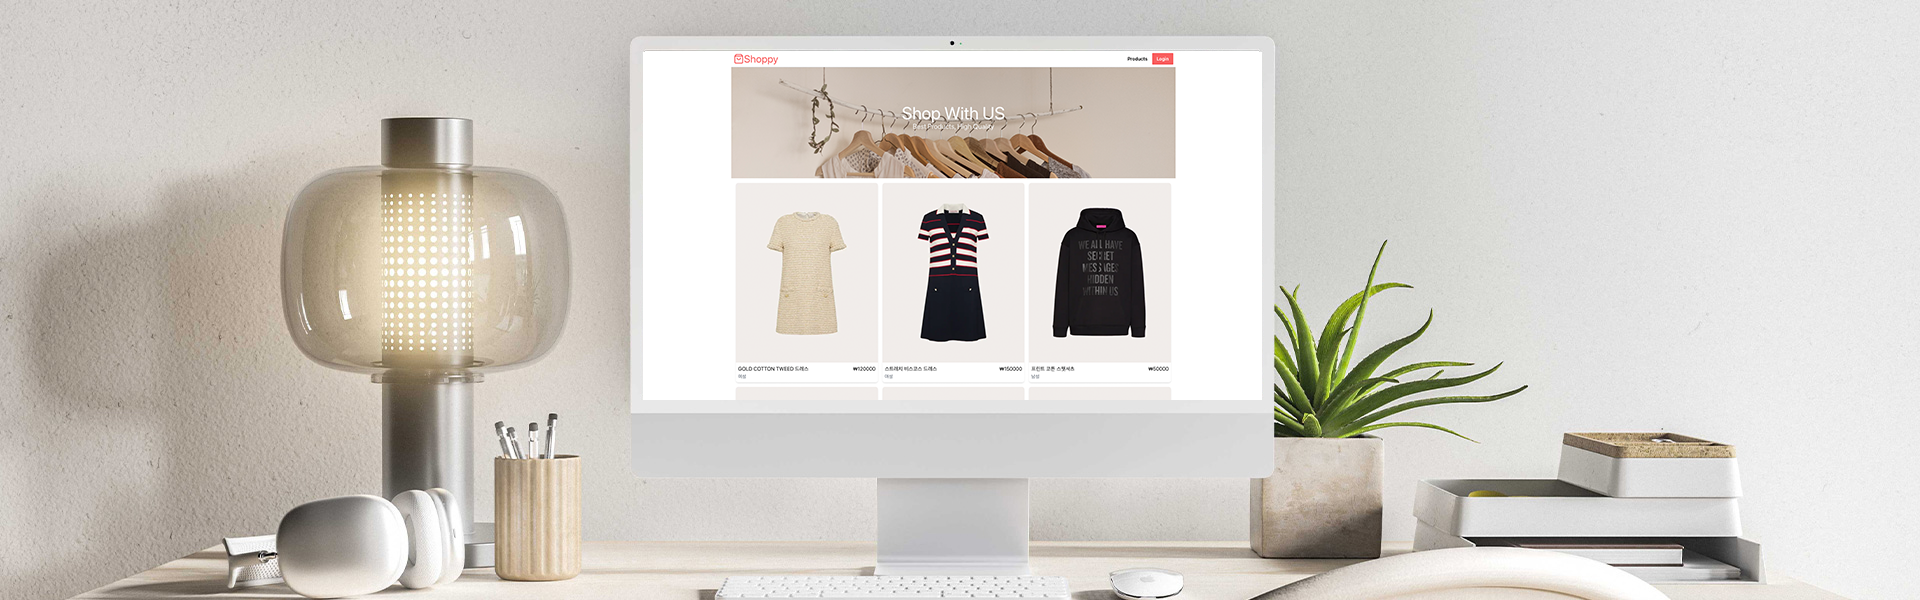 Shoppy
Products
Login
Shop With US
Best Products, High Quality
WE ALL HAVE
SECRET
MESSAGES
HIDDEN
WITHIN US
GOLD COTTON TWEED 드레스
₩120000
여성
스트레치 비스코스 드레스
₩150000
여성
프린트 코튼 스웻셔츠
₩50000
남성